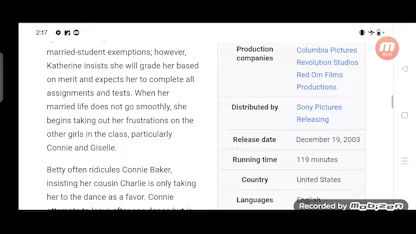 2:17
married-student exemptions; however,
Katherine insists she will grade her based
on merit and expects her to complete all
assignments and tests. When her
married life does not go smoothly, she
begins taking out her frustrations on the
other girls in the class, particularly
Connie and Giselle.
Betty often ridicules Connie Baker,
insisting her cousin Charlie is only taking
her to the dance as a favor. Connie
Production
companies
Columbia Pictures
Revolution Studios
Red Om Films
Productions
Distributed by
Sony Pictures
Releasing
Release date
December 19, 2003
Running time
119 minutes
Country
United States
Languages
English
Recorded by Mobizen